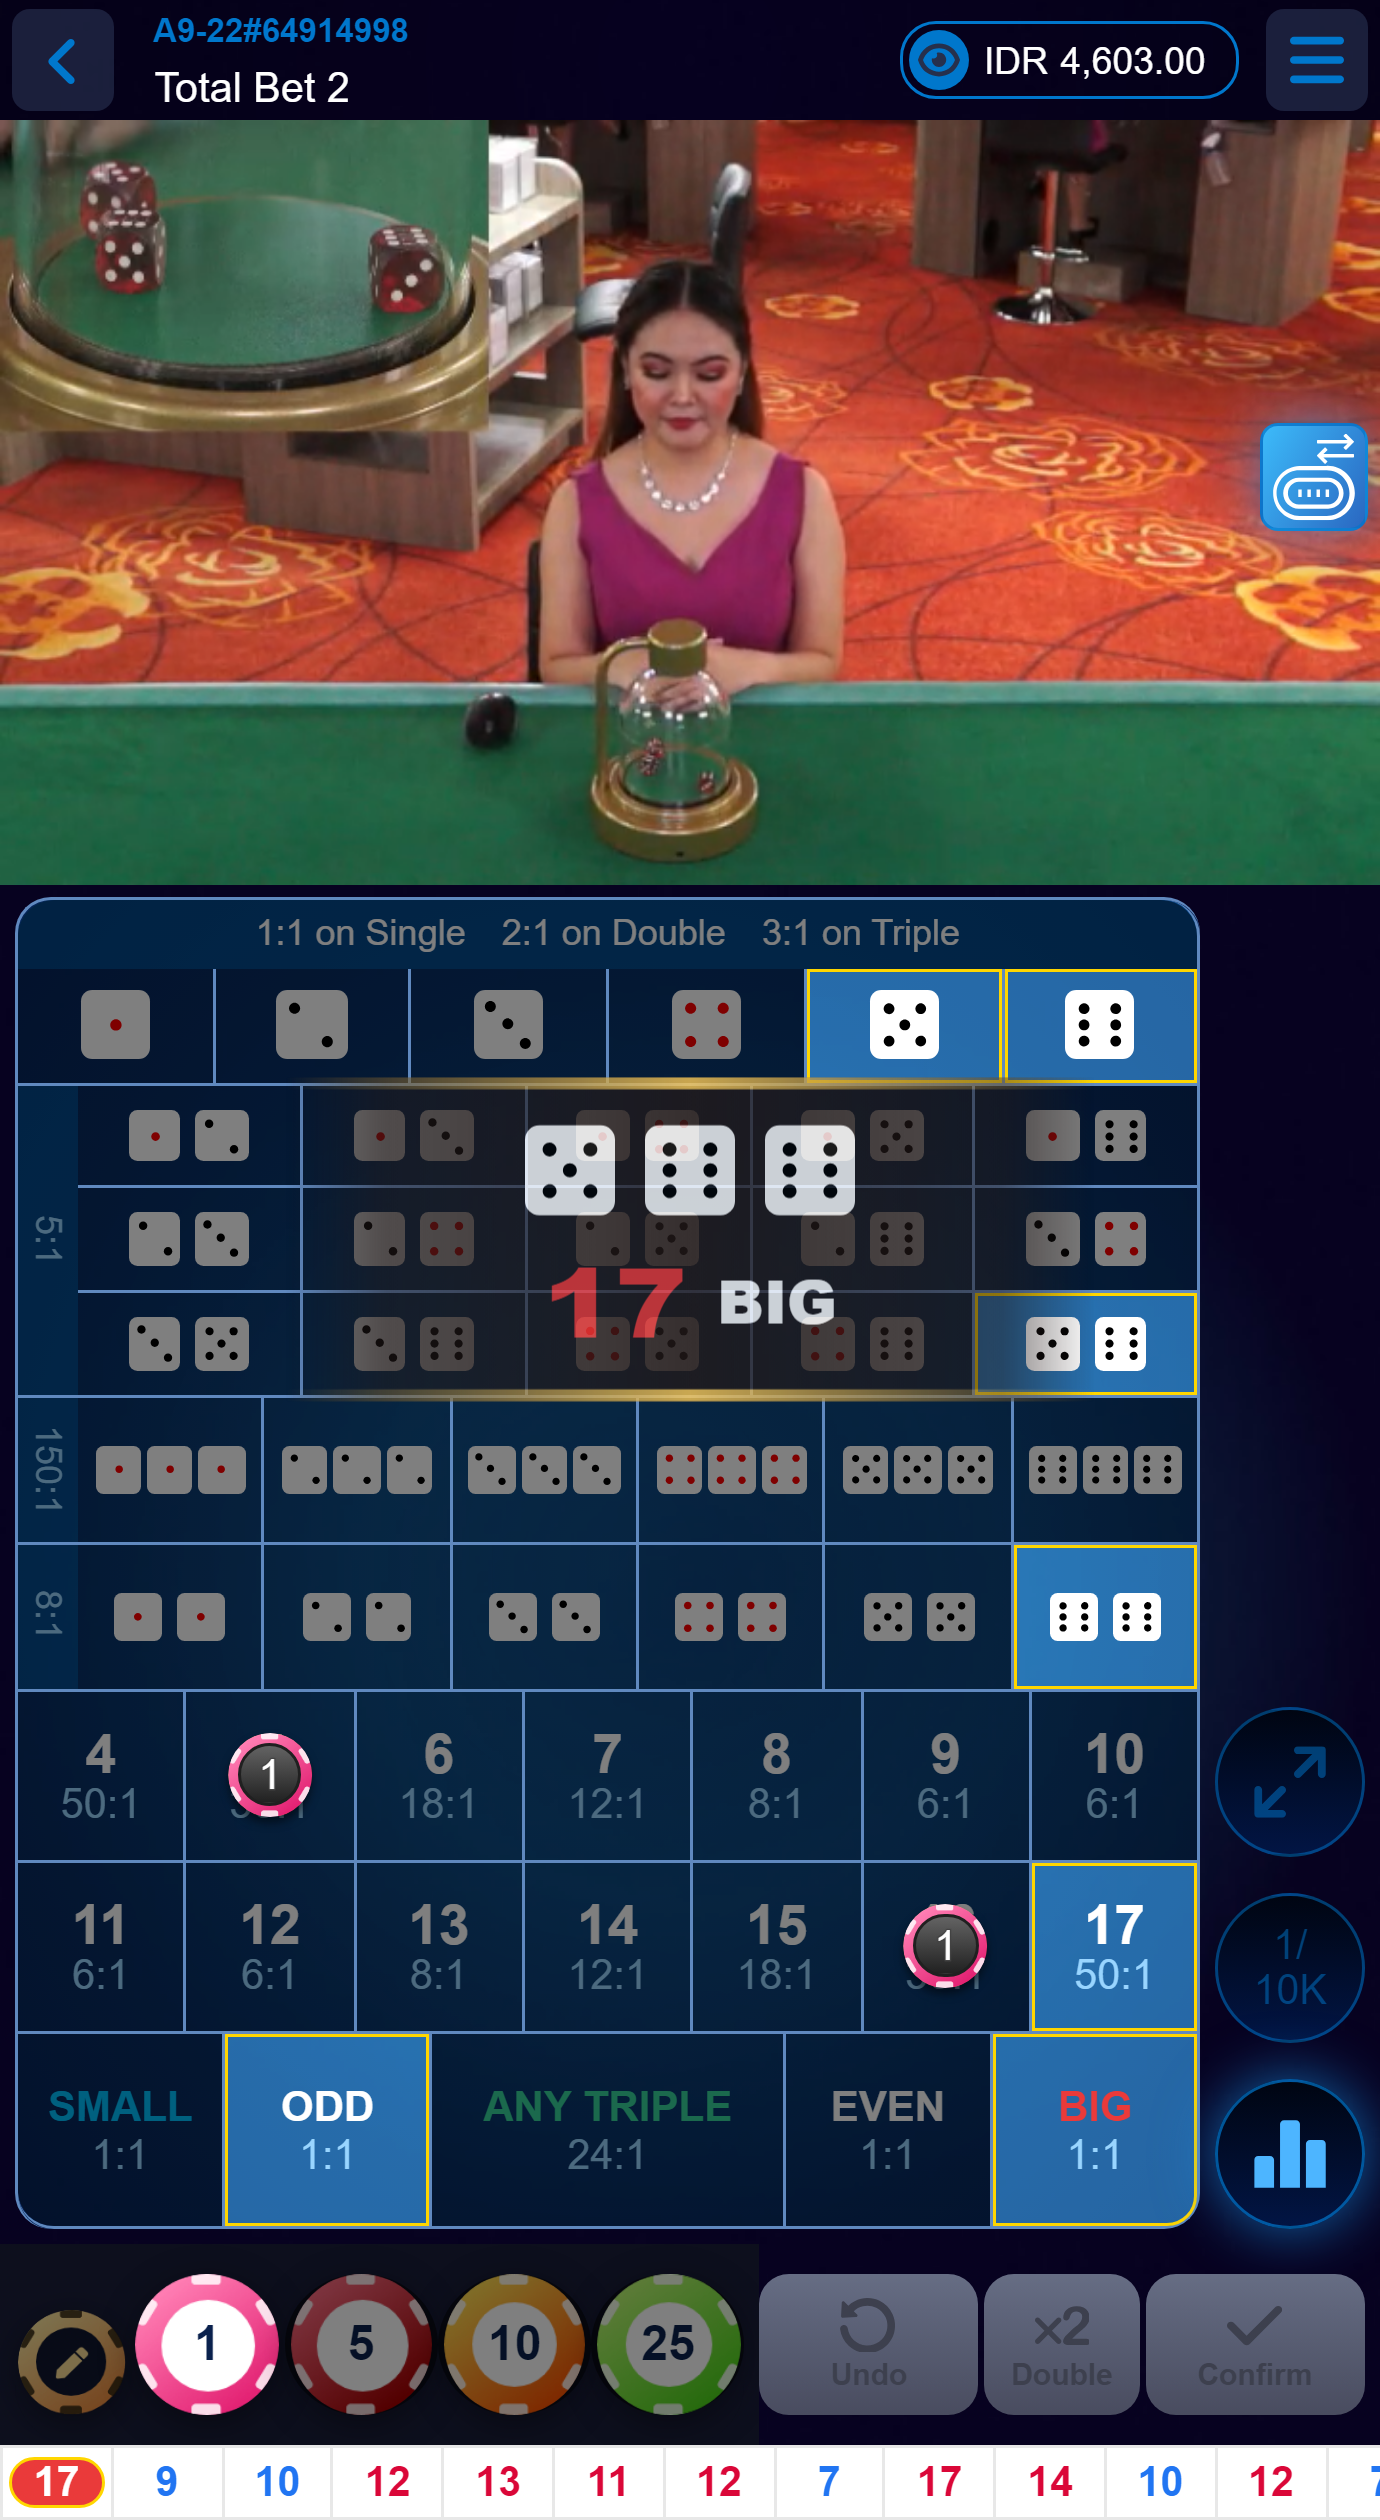 A9-22#64914998
Total Bet 2
IDR 4,603.00
1:1 on Single 2:1 on Double 3:1 on Triple
5:1
17 BIG
150:1
8:1
4 6 7 8 9 10
50:1 1 18:1 12:1 8:1 6:1 6:1
11 12 13 14 15 17
6:1 6:1 8:1 12:1 18:1 1 50:1
1/
10K
SMALL ODD ANY TRIPLE EVEN BIG
1:1 1:1 24:1 1:1 1:1
1 5 10 25
x2
Undo Double Confirm
17 9 10 12 13 11 12 7 17 14 10 12